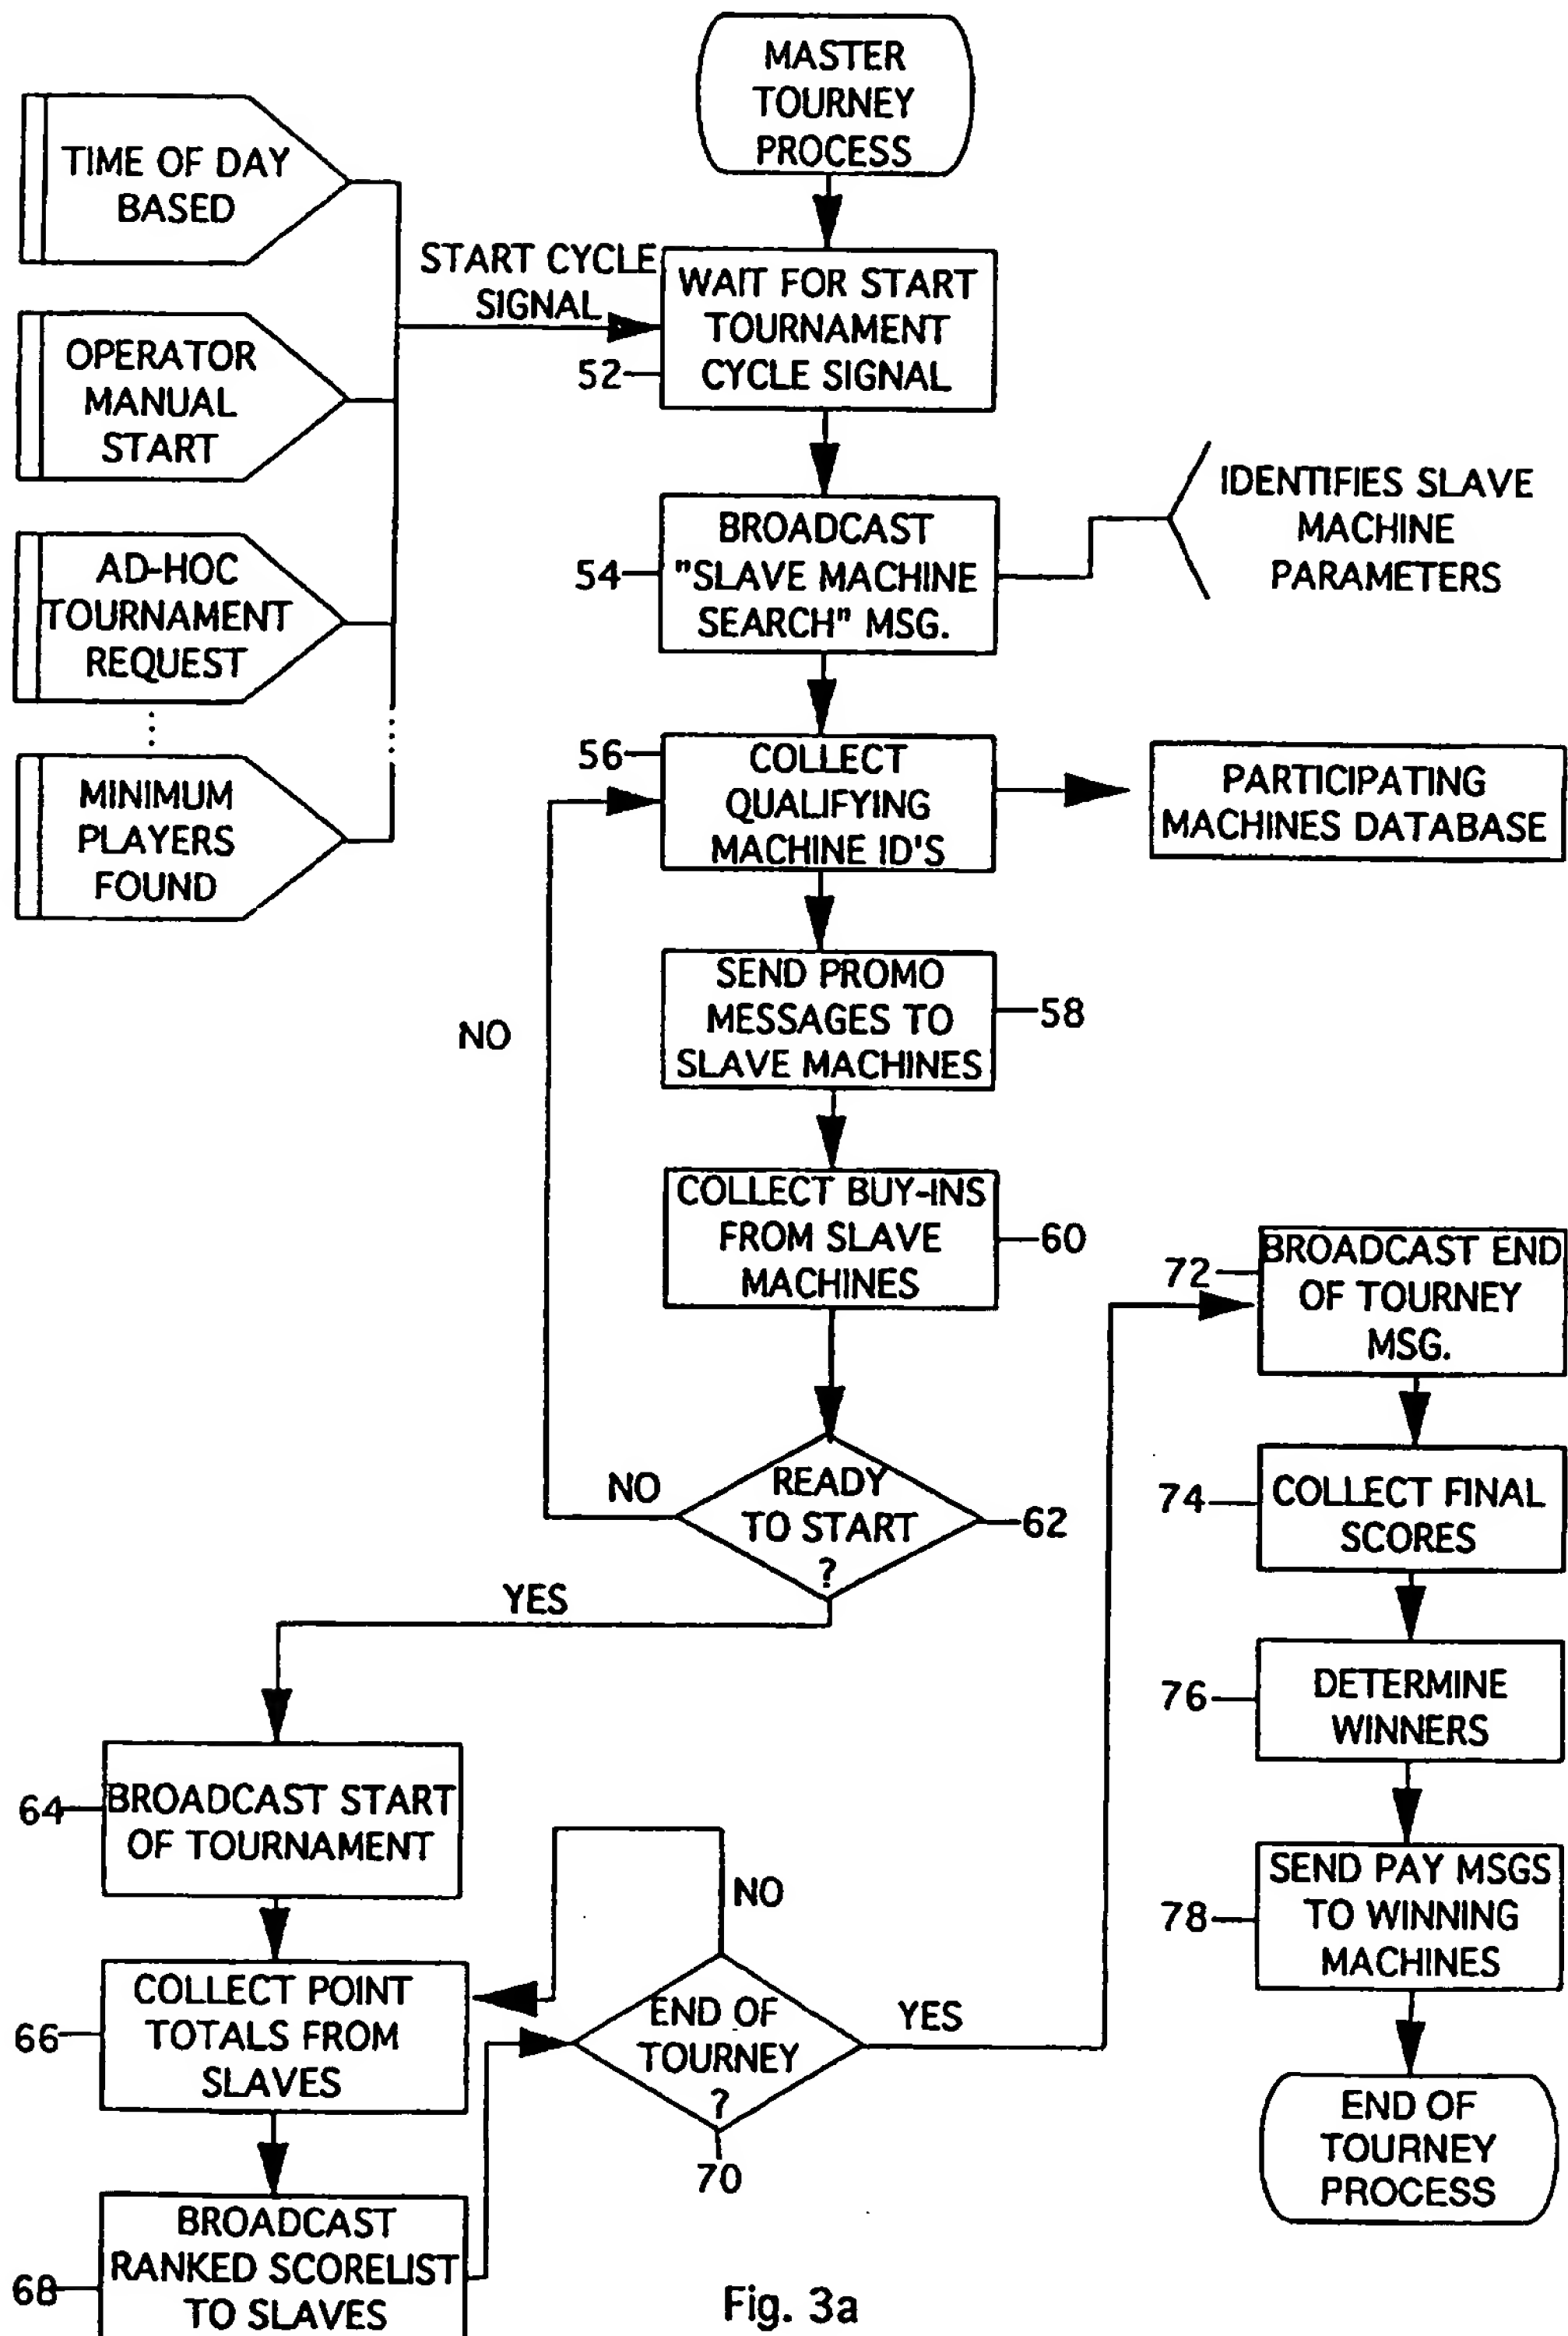 MASTER
TOURNEY
PROCESS
TIME OF DAY
BASED
START CYCLE
SIGNAL
WAIT FOR START
TOURNAMENT
CYCLE SIGNAL
52
OPERATOR
MANUAL
START
BROADCAST
"SLAVE MACHINE
SEARCH" MSG.
54
IDENTIFIES SLAVE
MACHINE
PARAMETERS
AD-HOC
TOURNAMENT
REQUEST
56
COLLECT
QUALIFYING
MACHINE ID'S
PARTICIPATING
MACHINES DATABASE
MINIMUM
PLAYERS
FOUND
SEND PROMO
MESSAGES TO
SLAVE MACHINES
58
NO
COLLECT BUY-INS
FROM SLAVE
MACHINES
60
READY
TO START
?
62
NO
YES
64
BROADCAST START
OF TOURNAMENT
66
COLLECT POINT
TOTALS FROM
SLAVES
68
BROADCAST
RANKED SCORELIST
TO SLAVES
NO
END OF
TOURNEY
?
70
YES
72
BROADCAST END
OF TOURNEY
MSG.
74
COLLECT FINAL
SCORES
76
DETERMINE
WINNERS
78
SEND PAY MSGS
TO WINNING
MACHINES
END OF
TOURNEY
PROCESS
Fig. 3a